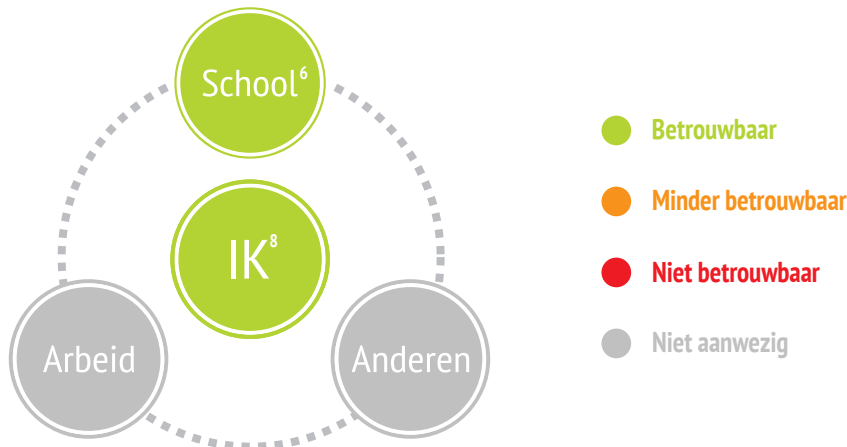 School⁶
IK⁸
Arbeid
Anderen
Betrouwbaar
Minder betrouwbaar
Niet betrouwbaar
Niet aanwezig